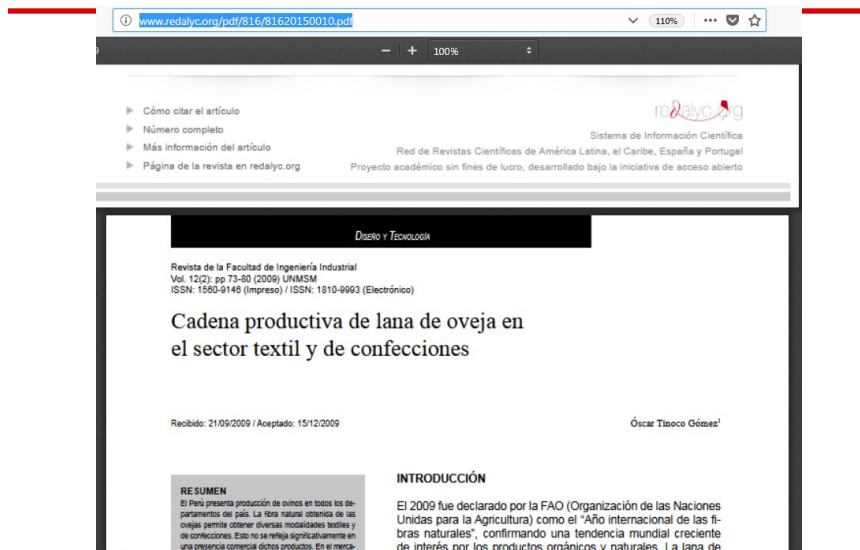 www.redalyc.org/pdf/816/81620150010.pdf
110%
100%
Cómo citar el artículo
Número completo
Más información del artículo
Página de la revista en redalyc.org
redalyc.org
Sistema de Información Científica
Red de Revistas Científicas de América Latina, el Caribe, España y Portugal
Proyecto académico sin fines de lucro, desarrollado bajo la iniciativa de acceso abierto
DISEÑO Y TECNOLOGÍA
Revista de la Facultad de Ingeniería Industrial
Vol. 12(2): pp 73-80 (2009) UNMSM
ISSN: 1560-9146 (Impreso) / ISSN: 1810-9993 (Electrónico)
Cadena productiva de lana de oveja en
el sector textil y de confecciones
Recibido: 21/09/2009 / Aceptado: 15/12/2009
Óscar Tinoco Gómez¹
RESUMEN
El Perú presenta producción de ovinos en todos los de-
partamentos del país. La fibra natural obtenida de las
ovejas permite obtener diversas modalidades textiles y
de confecciones. Esto no se refleja significativamente en
una presencia comercial dichos productos. En el merca-
INTRODUCCIÓN
El 2009 fue declarado por la FAO (Organización de las Naciones
Unidas para la Agricultura) como el “Año internacional de las fi-
bras naturales”, confirmando una tendencia mundial creciente
de interés por los productos orgánicos y naturales. La lana de